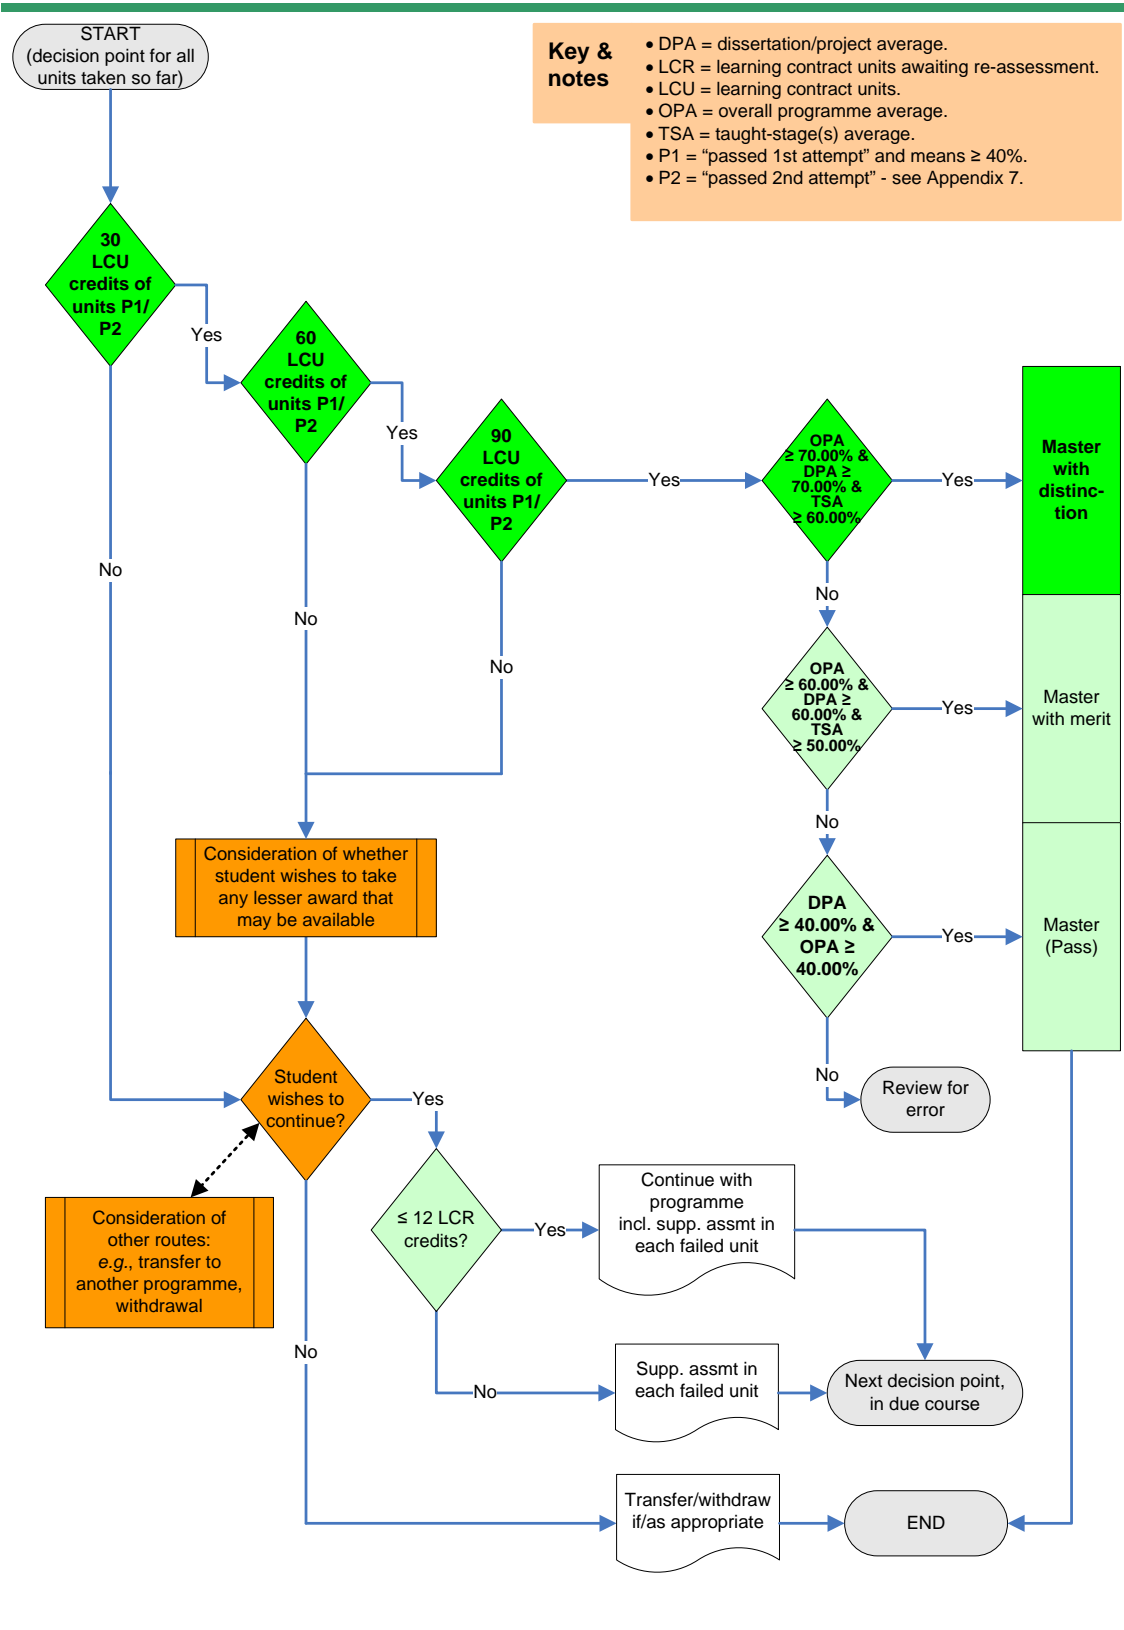 START
(decision point for all
units taken so far)
Key &
notes
• DPA = dissertation/project average.
• LCR = learning contract units awaiting re-assessment.
• LCU = learning contract units.
• OPA = overall programme average.
• TSA = taught-stage(s) average.
• P1 = “passed 1st attempt” and means ≥ 40%.
• P2 = “passed 2nd attempt” - see Appendix 7.
30
LCU
credits of
units P1/
P2
Yes
No
60
LCU
credits of
units P1/
P2
Yes
No
90
LCU
credits of
units P1/
P2
Yes
No
OPA
≥ 70.00% &
DPA ≥
70.00% &
TSA
≥ 60.00%
Yes
No
Master
with
distinc-
tion
OPA
≥ 60.00% &
DPA ≥
60.00% &
TSA
≥ 50.00%
Yes
No
Master
with merit
DPA
≥ 40.00% &
OPA ≥
40.00%
Yes
No
Master
(Pass)
Review for
error
Consideration of whether
student wishes to take
any lesser award that
may be available
Student
wishes to
continue?
Yes
No
Consideration of
other routes:
e.g., transfer to
another programme,
withdrawal
≤ 12 LCR
credits?
Yes
No
Continue with
programme
incl. supp. assmt in
each failed unit
Supp. assmt in
each failed unit
Next decision point,
in due course
Transfer/withdraw
if/as appropriate
END